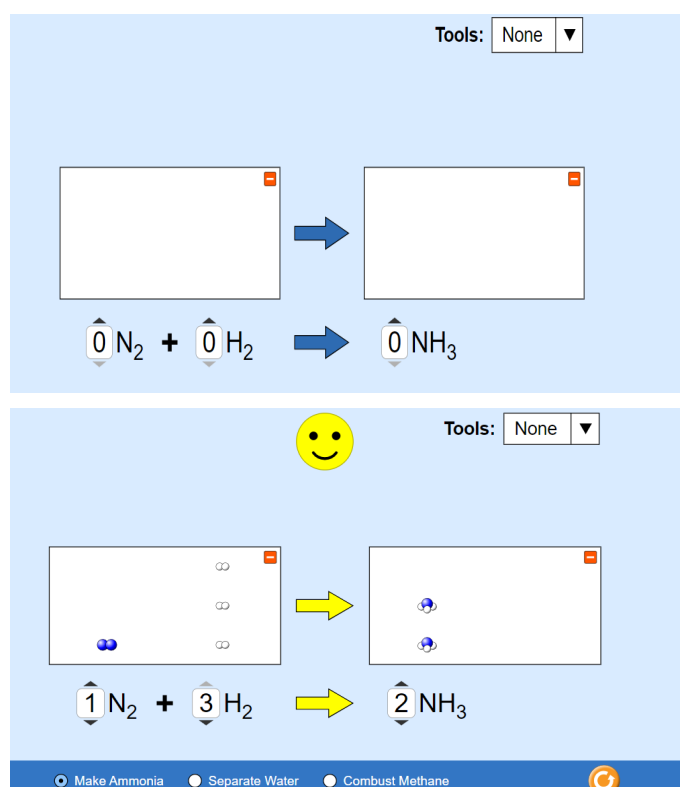 Tools: None ▼
0 N₂ + 0 H₂ → 0 NH₃
Tools: None ▼
1 N₂ + 3 H₂ → 2 NH₃
Make Ammonia Separate Water Combust Methane